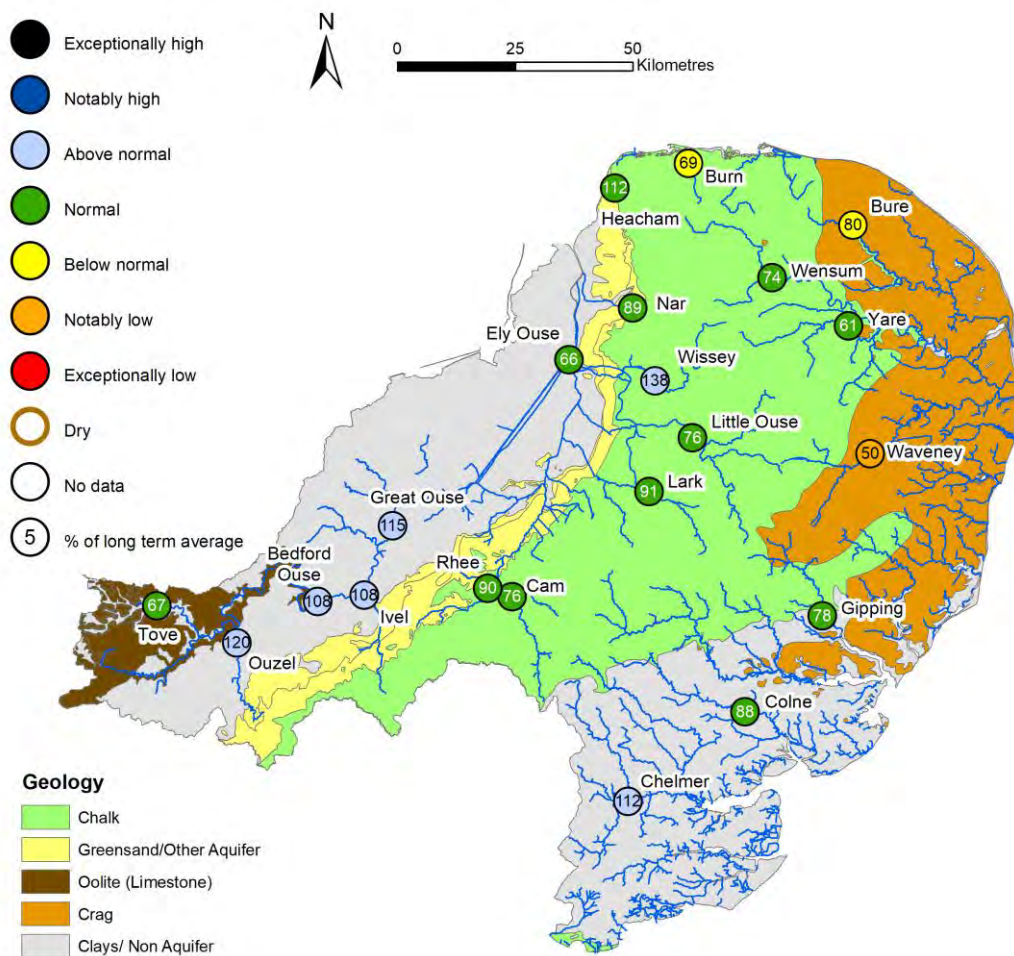 N
0 25 50
Kilometres
Exceptionally high
Notably high
Above normal
Normal
Below normal
Notably low
Exceptionally low
Dry
No data
5 % of long term average
69
Burn
112
Heacham
Bure
80
74
Wensum
89
Nar
61
Yare
Ely Ouse
66
Wissey
138
Little Ouse
76
50
Waveney
Lark
91
Great Ouse
115
Bedford
Ouse
108
108
Ivel
Rhee
90
76
Cam
67
Tove
120
Ouzel
78
Gipping
88
Colne
Chelmer
112
Geology
Chalk
Greensand/Other Aquifer
Oolite (Limestone)
Crag
Clays/ Non Aquifer